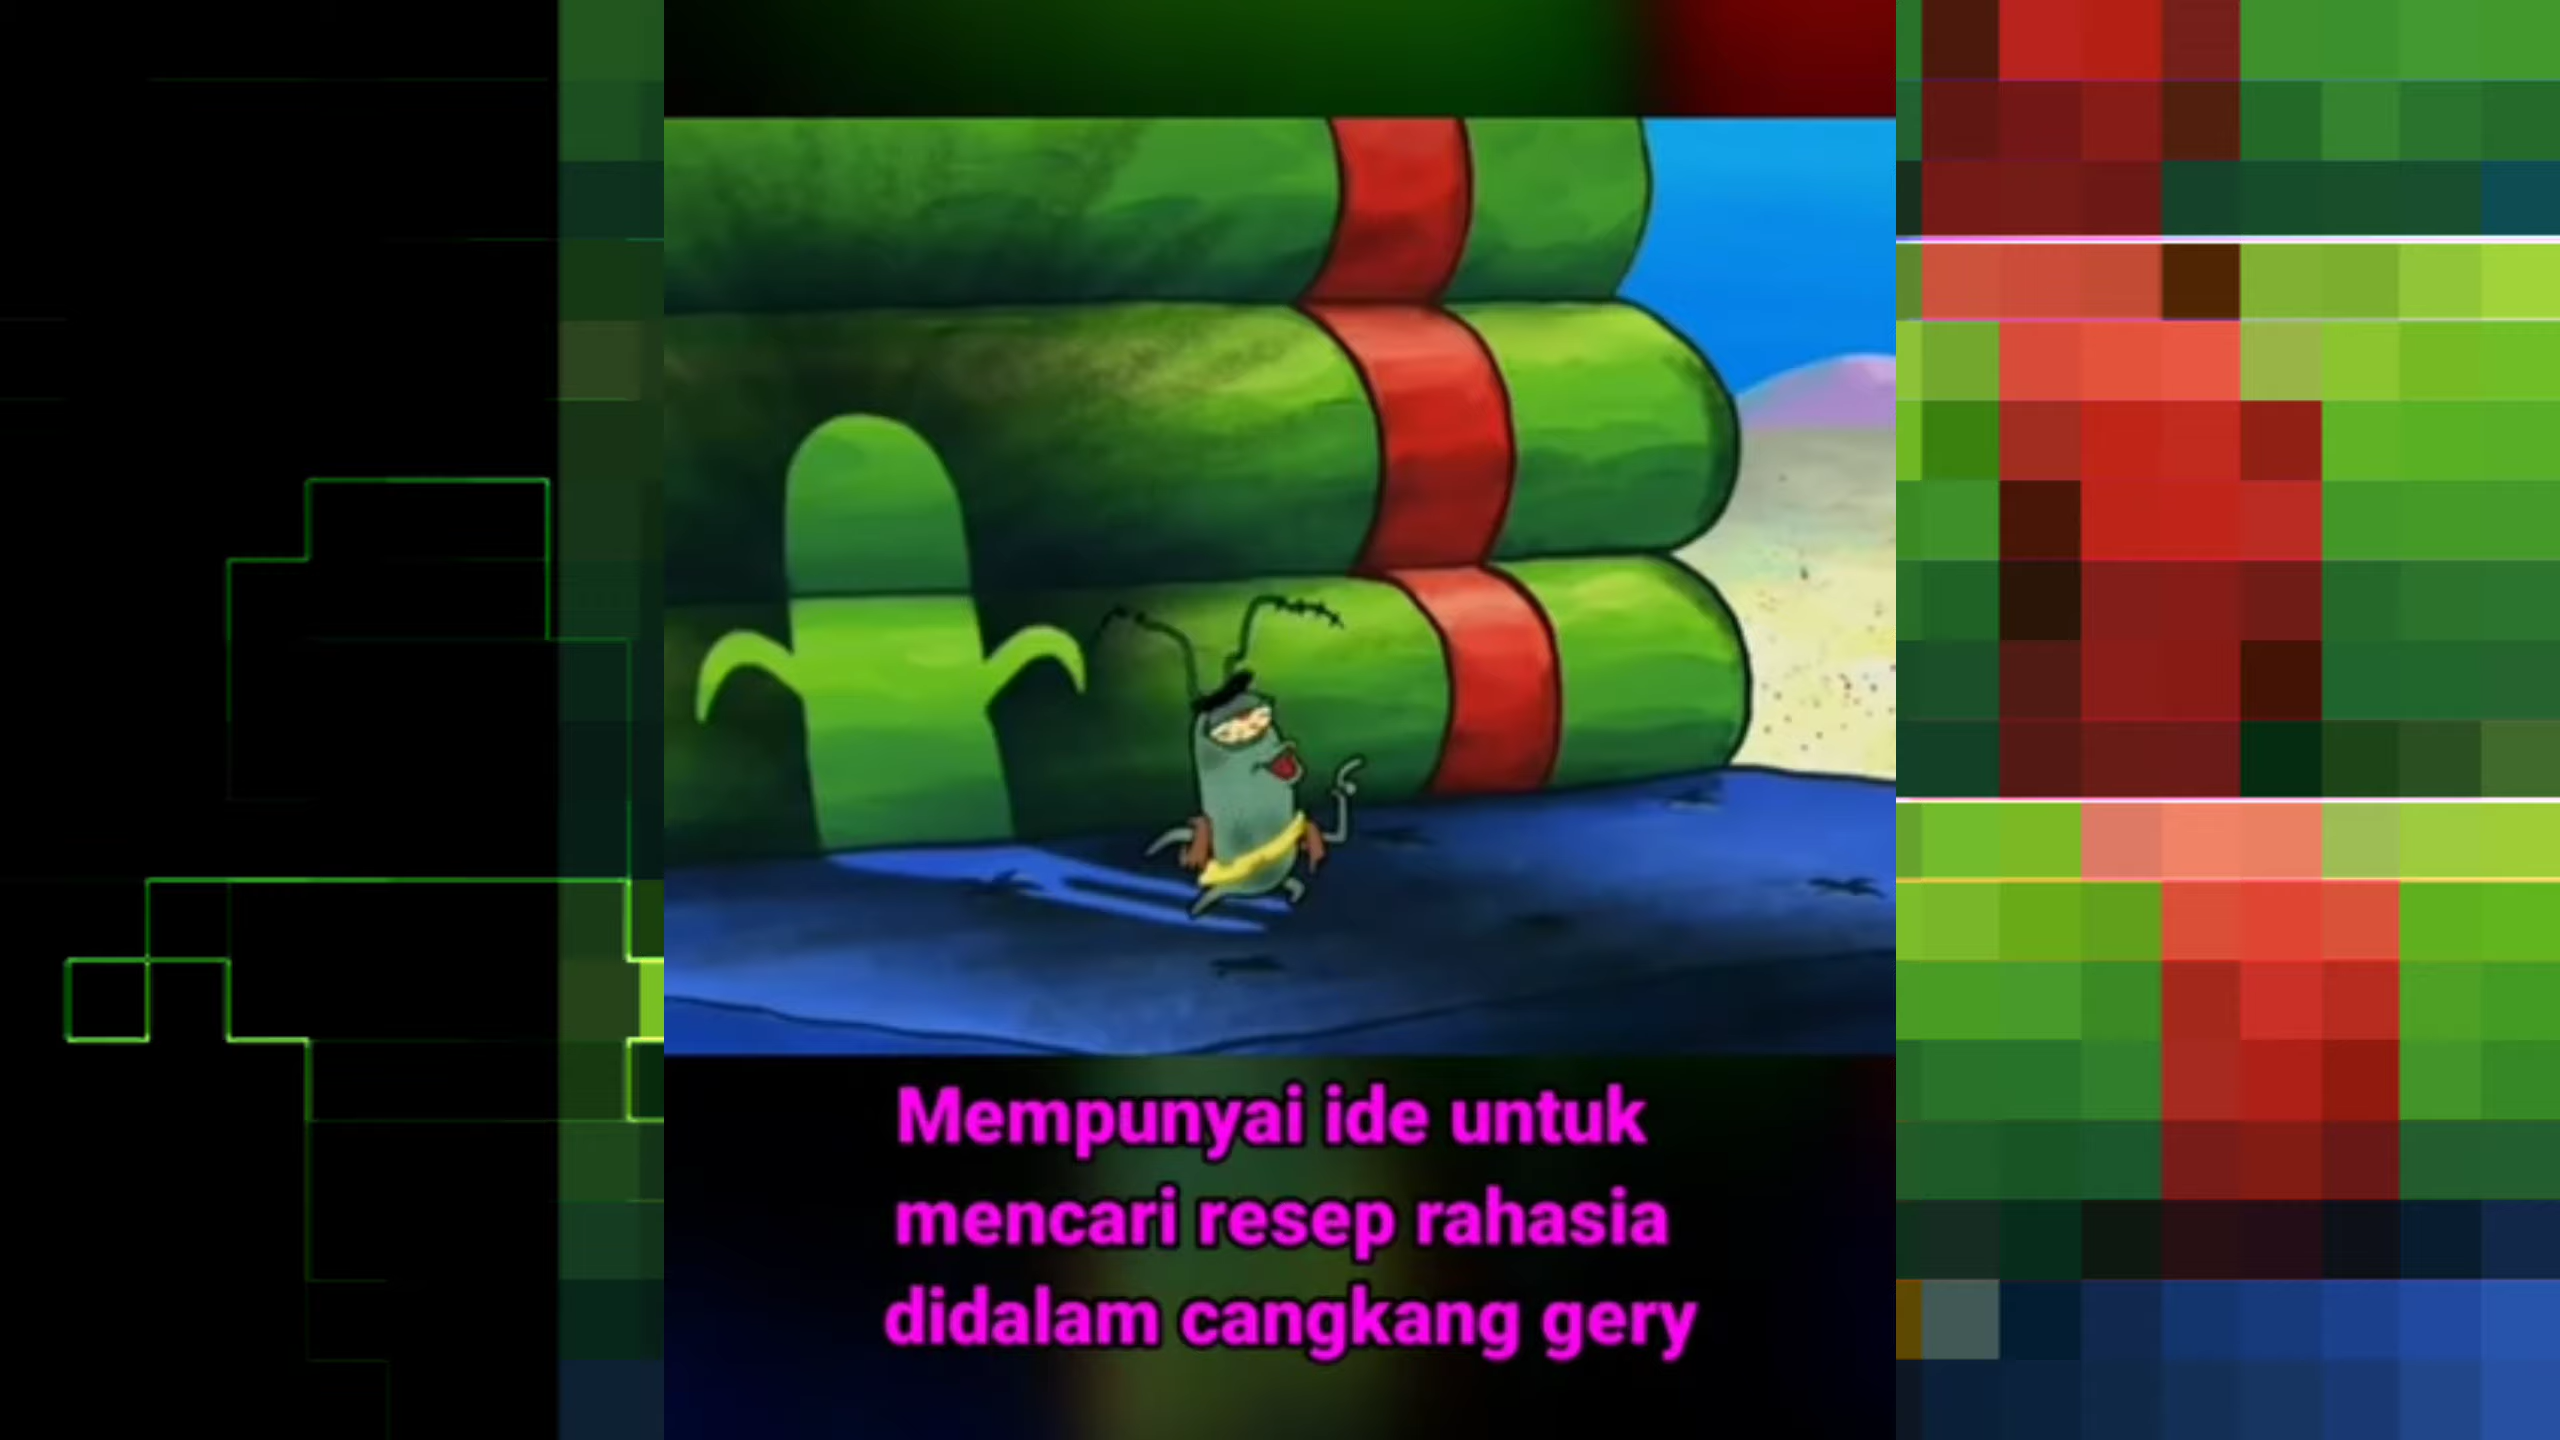 Mempunyai ide untuk
mencari resep rahasia
didalam cangkang gery